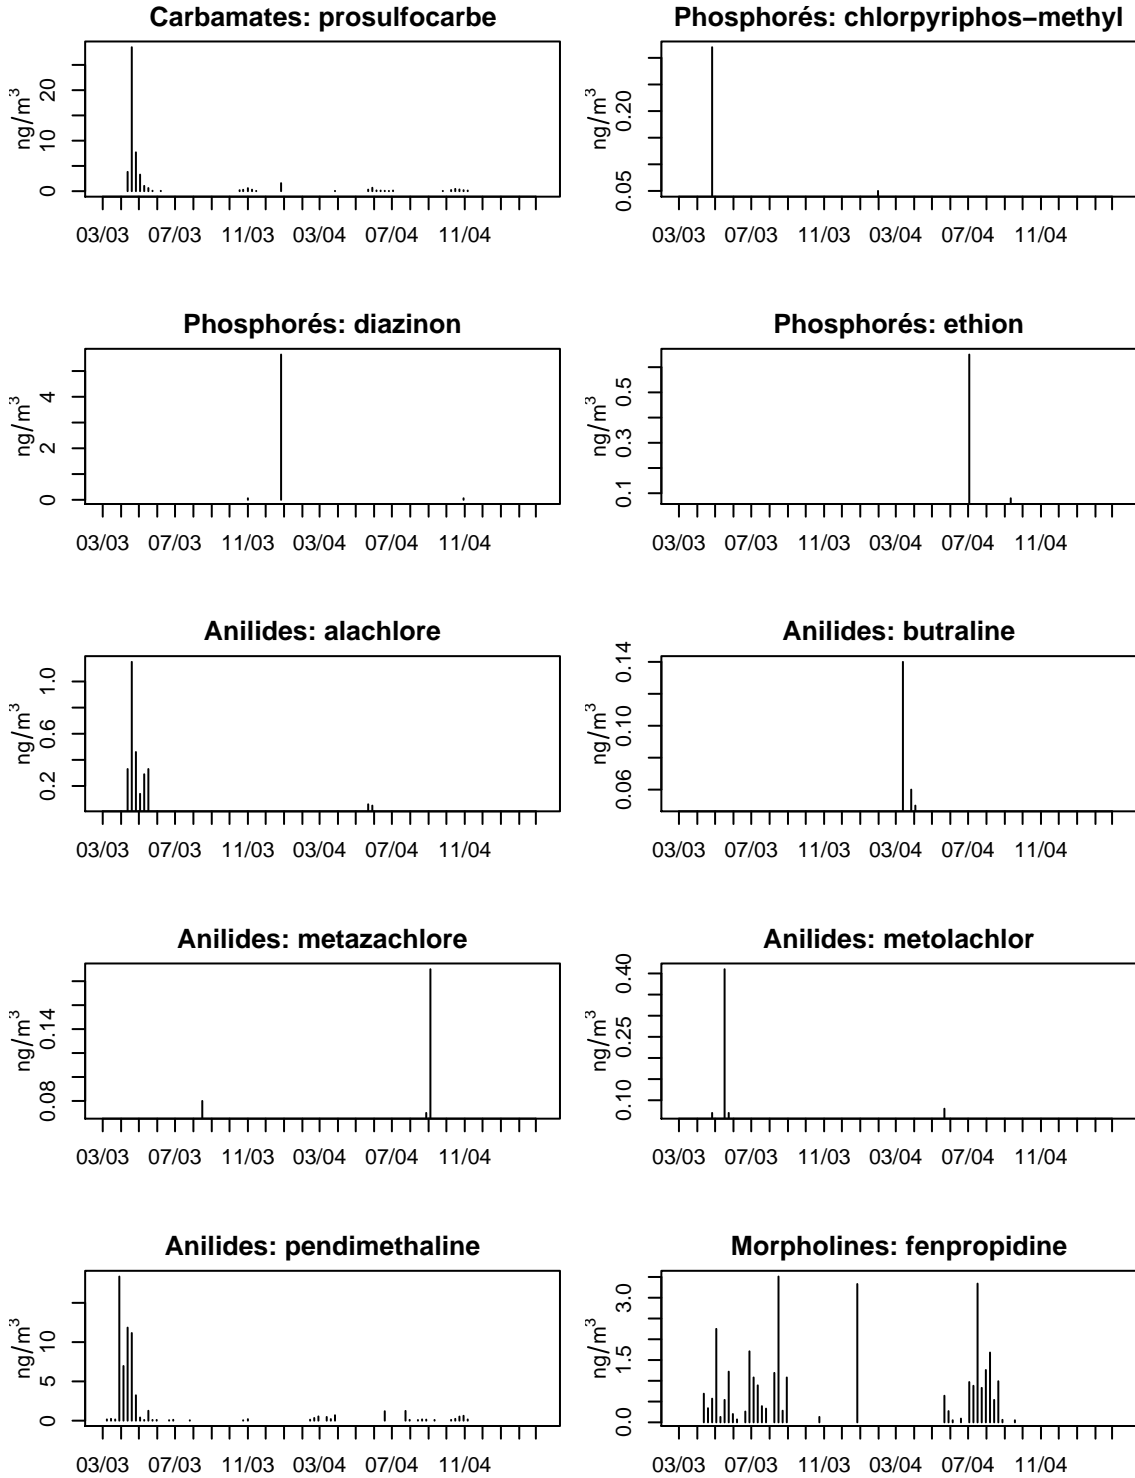 Carbamates: prosulfocarbe
ng/m³
0 10 20
03/03 07/03 11/03 03/04 07/04 11/04
Phosphorés: chlorpyriphos−methyl
ng/m³
0.05 0.20
03/03 07/03 11/03 03/04 07/04 11/04
Phosphorés: diazinon
ng/m³
0 2 4
03/03 07/03 11/03 03/04 07/04 11/04
Phosphorés: ethion
ng/m³
0.1 0.3 0.5
03/03 07/03 11/03 03/04 07/04 11/04
Anilides: alachlore
ng/m³
0.2 0.6 1.0
03/03 07/03 11/03 03/04 07/04 11/04
Anilides: butraline
ng/m³
0.06 0.10 0.14
03/03 07/03 11/03 03/04 07/04 11/04
Anilides: metazachlore
ng/m³
0.08 0.14
03/03 07/03 11/03 03/04 07/04 11/04
Anilides: metolachlor
ng/m³
0.10 0.25 0.40
03/03 07/03 11/03 03/04 07/04 11/04
Anilides: pendimethaline
ng/m³
0 5 10
03/03 07/03 11/03 03/04 07/04 11/04
Morpholines: fenpropidine
ng/m³
0.0 1.5 3.0
03/03 07/03 11/03 03/04 07/04 11/04